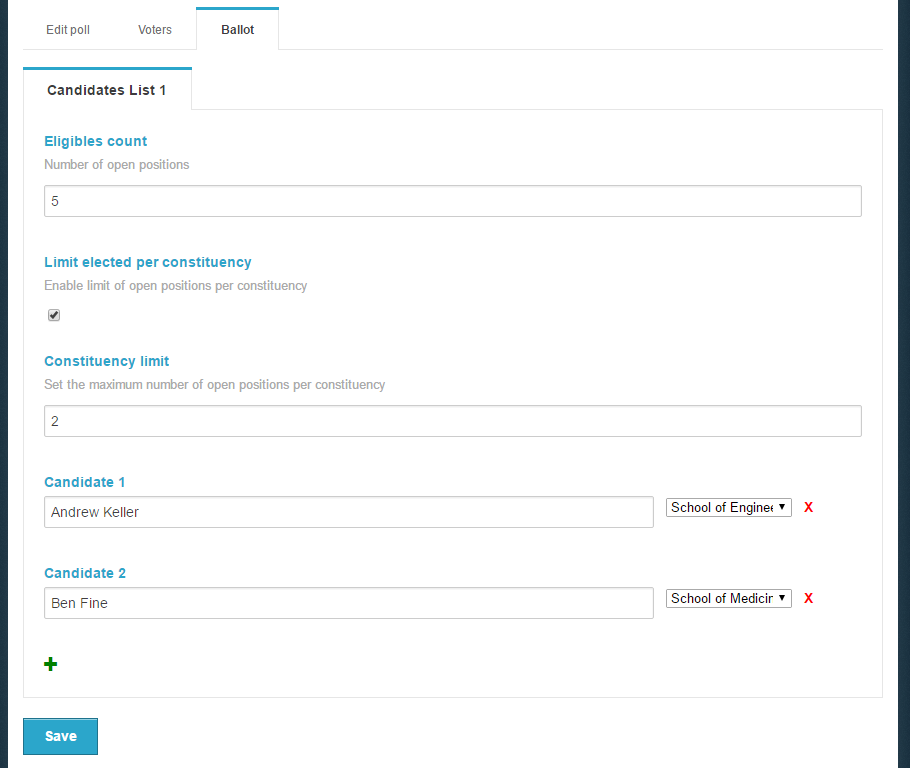 Edit poll Voters Ballot
Candidates List 1
Eligibles count
Number of open positions
5
Limit elected per constituency
Enable limit of open positions per constituency
Constituency limit
Set the maximum number of open positions per constituency
2
Candidate 1
Andrew Keller School of Engine X
Candidate 2
Ben Fine School of Medicin X
Save